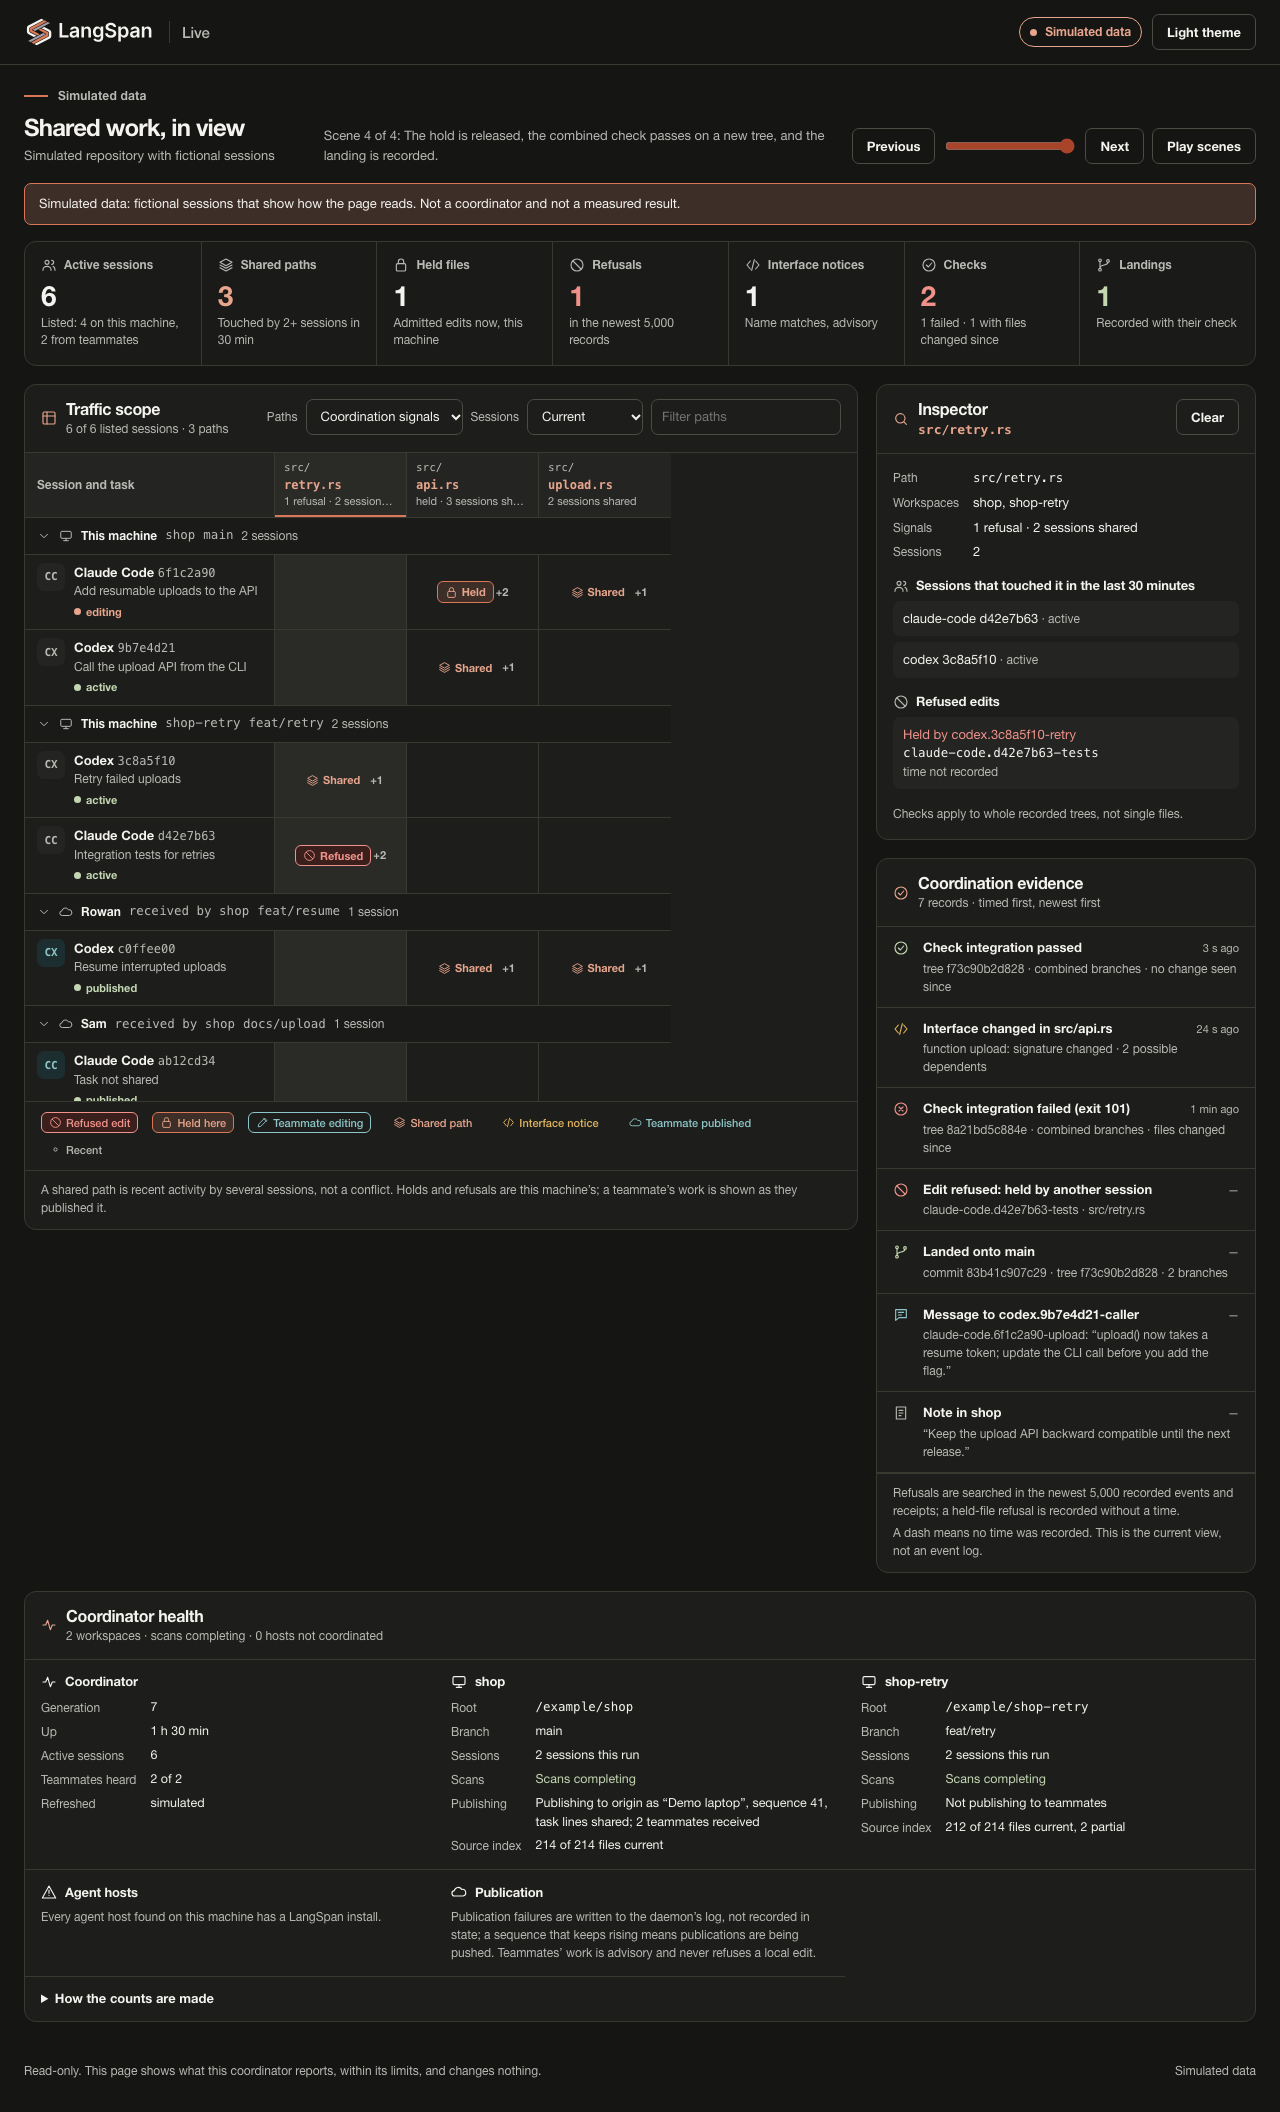 LangSpan
Live
Simulated data
Light theme
Simulated data
Shared work, in view
Simulated repository with fictional sessions
Scene 4 of 4: The hold is released, the combined check passes on a new tree, and the
landing is recorded.
Previous
Next
Play scenes
Simulated data: fictional sessions that show how the page reads. Not a coordinator and not a measured result.
Active sessions
6
Listed: 4 on this machine,
2 from teammates
Shared paths
3
Touched by 2+ sessions in
30 min
Held files
1
Admitted edits now, this
machine
Refusals
1
in the newest 5,000
records
Interface notices
1
Name matches, advisory
Checks
2
1 failed · 1 with files
changed since
Landings
1
Recorded with their check
Traffic scope
6 of 6 listed sessions · 3 paths
Paths
Coordination signals
Sessions
Current
Filter paths
Session and task
src/
retry.rs
1 refusal · 2 session…
src/
api.rs
held · 3 sessions sh…
src/
upload.rs
2 sessions shared
This machine shop main 2 sessions
CC
Claude Code 6f1c2a90
Add resumable uploads to the API
editing
Held +2
Shared +1
CX
Codex 9b7e4d21
Call the upload API from the CLI
active
Shared +1
This machine shop-retry feat/retry 2 sessions
CX
Codex 3c8a5f10
Retry failed uploads
active
Shared +1
CC
Claude Code d42e7b63
Integration tests for retries
active
Refused +2
Rowan received by shop feat/resume 1 session
CX
Codex c0ffee00
Resume interrupted uploads
published
Shared +1
Shared +1
Sam received by shop docs/upload 1 session
CC
Claude Code ab12cd34
Task not shared
published
Refused edit
Held here
Teammate editing
Shared path
Interface notice
Teammate published
Recent
A shared path is recent activity by several sessions, not a conflict. Holds and refusals are this machine's; a teammate's work is shown as they
published it.
Inspector
src/retry.rs
Clear
Path src/retry.rs
Workspaces shop, shop-retry
Signals 1 refusal · 2 sessions shared
Sessions 2
Sessions that touched it in the last 30 minutes
claude-code d42e7b63 · active
codex 3c8a5f10 · active
Refused edits
Held by codex.3c8a5f10-retry
claude-code.d42e7b63-tests
time not recorded
Checks apply to whole recorded trees, not single files.
Coordination evidence
7 records · timed first, newest first
Check integration passed 3 s ago
tree f73c90b2d828 · combined branches · no change seen
since
Interface changed in src/api.rs 24 s ago
function upload: signature changed · 2 possible
dependents
Check integration failed (exit 101) 1 min ago
tree 8a21bd5c884e · combined branches · files changed
since
Edit refused: held by another session –
claude-code.d42e7b63-tests · src/retry.rs
Landed onto main –
commit 83b41c907c29 · tree f73c90b2d828 · 2 branches
Message to codex.9b7e4d21-caller –
claude-code.6f1c2a90-upload: “upload() now takes a
resume token; update the CLI call before you add the
flag.”
Note in shop –
“Keep the upload API backward compatible until the next
release.”
Refusals are searched in the newest 5,000 recorded events and
receipts; a held-file refusal is recorded without a time.
A dash means no time was recorded. This is the current view,
not an event log.
Coordinator health
2 workspaces · scans completing · 0 hosts not coordinated
Coordinator
Generation 7
Up 1 h 30 min
Active sessions 6
Teammates heard 2 of 2
Refreshed simulated
shop
Root /example/shop
Branch main
Sessions 2 sessions this run
Scans Scans completing
Publishing Publishing to origin as “Demo laptop”, sequence 41,
task lines shared; 2 teammates received
Source index 214 of 214 files current
shop-retry
Root /example/shop-retry
Branch feat/retry
Sessions 2 sessions this run
Scans Scans completing
Publishing Not publishing to teammates
Source index 212 of 214 files current, 2 partial
Agent hosts
Every agent host found on this machine has a LangSpan install.
Publication
Publication failures are written to the daemon's log, not recorded in
state; a sequence that keeps rising means publications are being
pushed. Teammates' work is advisory and never refuses a local edit.
How the counts are made
Read-only. This page shows what this coordinator reports, within its limits, and changes nothing.
Simulated data